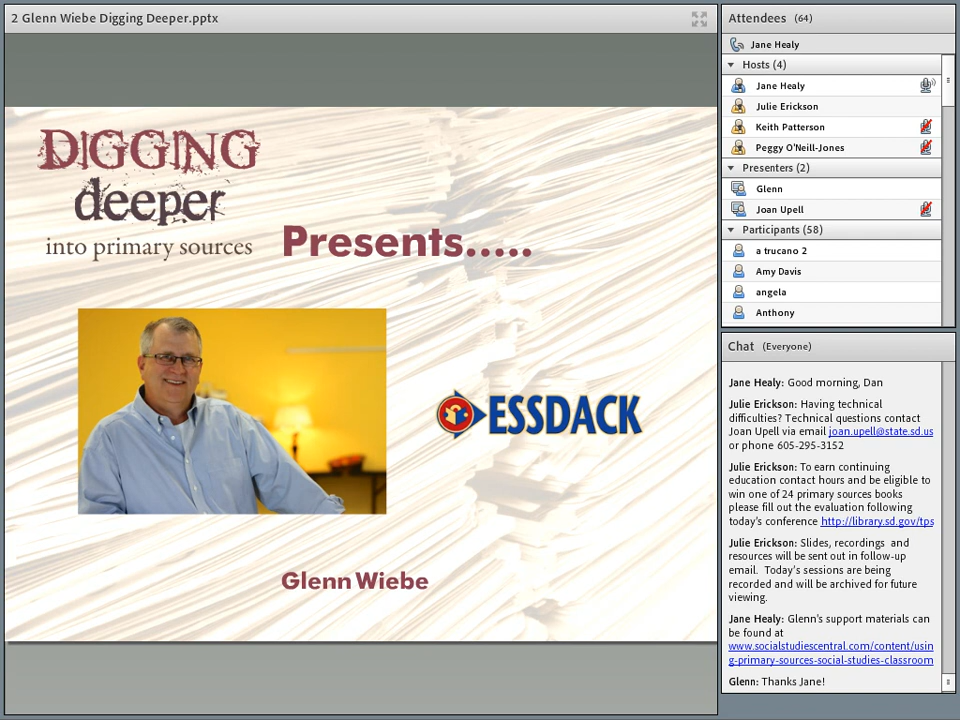 2 Glenn Wiebe Digging Deeper.pptx
DIGGING
deeper
into primary sources
Presents.....
ESSDACK
Glenn Wiebe
Attendees (64)
Jane Healy
Hosts (4)
Jane Healy
Julie Erickson
Keith Patterson
Peggy O'Neill-Jones
Presenters (2)
Glenn
Joan Upell
Participants (58)
a trucano 2
Amy Davis
angela
Anthony
Chat (Everyone)
Jane Healy: Good morning, Dan
Julie Erickson: Having technical
difficulties? Technical questions contact
Joan Upell via email joan.upell@state.sd.us
or phone 605-295-3152
Julie Erickson: To earn continuing
education contact hours and be eligible to
win one of 24 primary sources books
please fill out the evaluation following
today's conference http://library.sd.gov/tps
Julie Erickson: Slides, recordings and
resources will be sent out in follow-up
email. Today's sessions are being
recorded and will be archived for future
viewing.
Jane Healy: Glenn's support materials can
be found at
www.socialstudiescentral.com/content/usin
g-primary-sources-social-studies-classroom
Glenn: Thanks Jane!